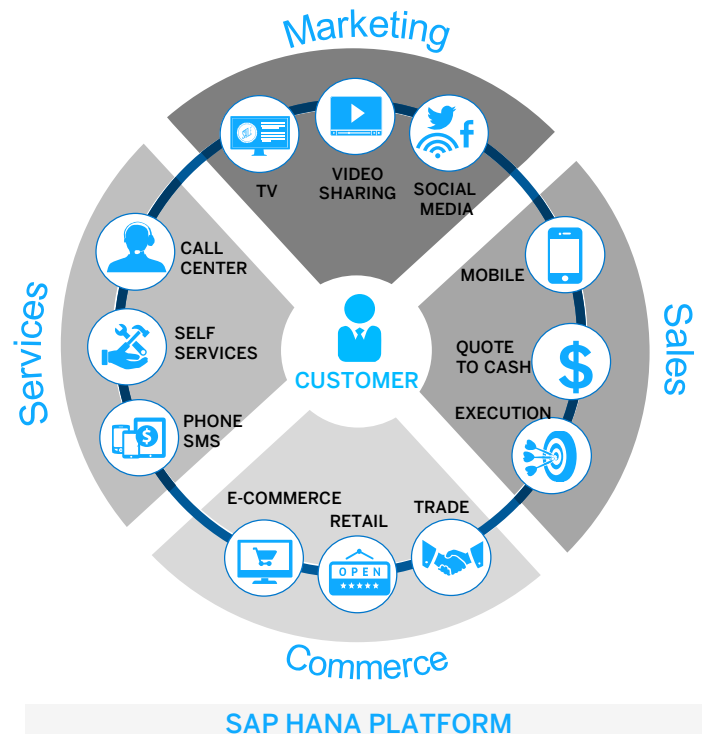 Marketing
TV
VIDEO
SHARING
SOCIAL
MEDIA
Services
CALL
CENTER
SELF
SERVICES
PHONE
SMS
CUSTOMER
MOBILE
QUOTE
TO CASH
$
EXECUTION
Sales
$
E-COMMERCE
RETAIL
TRADE
OPEN
Commerce
SAP HANA PLATFORM